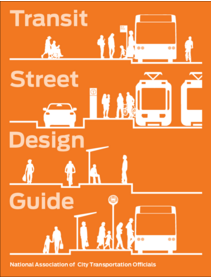 Transit
Street
Design
Guide
National Association of City Transportation Officials